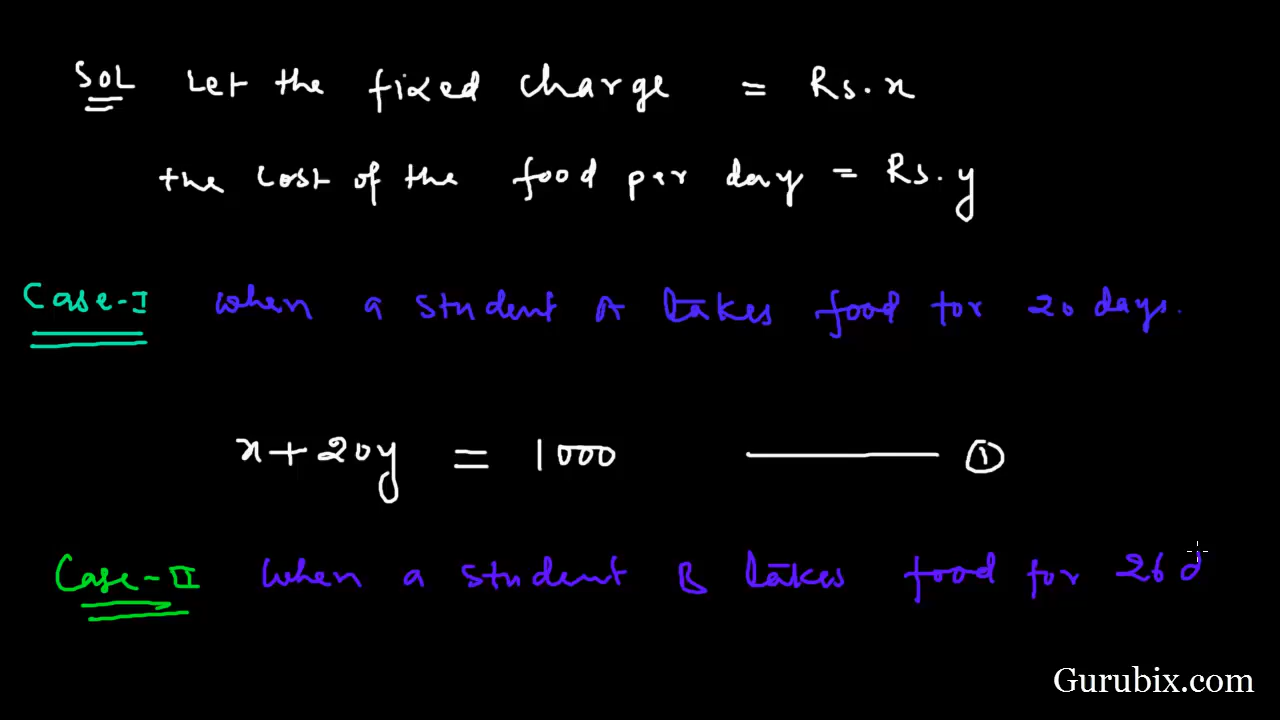 SOL Let the fixed charge = Rs. x
the cost of the food per day = Rs. y
Case-I when a student A takes food for 20 days.
x + 20y = 1000 ——— ①
Case-II When a student B takes food for 26 d
Gurubix.com